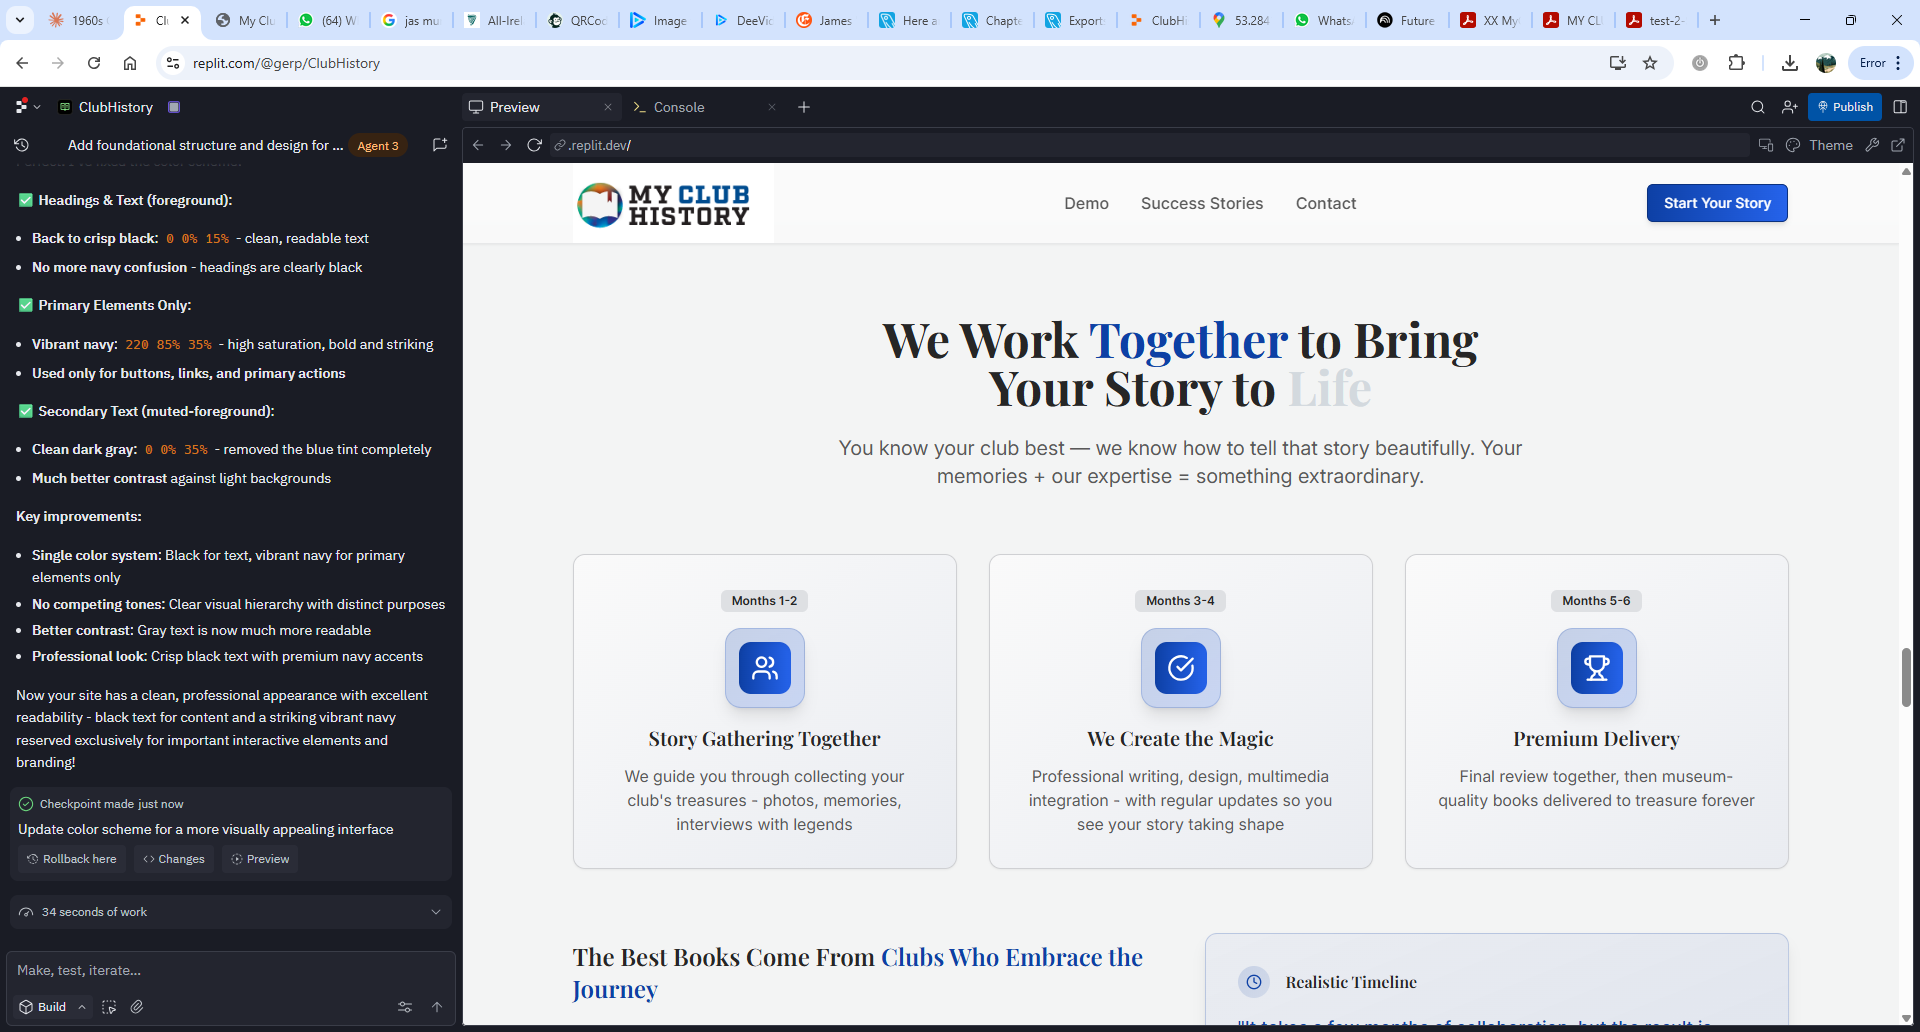 1960s
Clu
My Clu
(64) W
jas mu
All-Irel
QRCod
Image
DeeVid
James
Here a
Chapte
Export
ClubHi
53.284
Whats
Future
XX My
MY CL
test-2-
replit.com/@gerp/ClubHistory
Error
ClubHistory
Preview
Console
Publish
Add foundational structure and design for ...
Agent 3
.replit.dev/
Theme
Headings & Text (foreground):
Back to crisp black: 0 0% 15% - clean, readable text
No more navy confusion - headings are clearly black
Primary Elements Only:
Vibrant navy: 220 85% 35% - high saturation, bold and striking
Used only for buttons, links, and primary actions
Secondary Text (muted-foreground):
Clean dark gray: 0 0% 35% - removed the blue tint completely
Much better contrast against light backgrounds
Key improvements:
Single color system: Black for text, vibrant navy for primary
elements only
No competing tones: Clear visual hierarchy with distinct purposes
Better contrast: Gray text is now much more readable
Professional look: Crisp black text with premium navy accents
Now your site has a clean, professional appearance with excellent
readability - black text for content and a striking vibrant navy
reserved exclusively for important interactive elements and
branding!
Checkpoint made just now
Update color scheme for a more visually appealing interface
Rollback here
Changes
Preview
34 seconds of work
Make, test, iterate...
Build
MY CLUB
HISTORY
Demo
Success Stories
Contact
Start Your Story
We Work Together to Bring
Your Story to Life
You know your club best — we know how to tell that story beautifully. Your
memories + our expertise = something extraordinary.
Months 1-2
Story Gathering Together
We guide you through collecting your
club's treasures - photos, memories,
interviews with legends
Months 3-4
We Create the Magic
Professional writing, design, multimedia
integration - with regular updates so you
see your story taking shape
Months 5-6
Premium Delivery
Final review together, then museum-
quality books delivered to treasure forever
The Best Books Come From Clubs Who Embrace the
Journey
Realistic Timeline
"It takes a few months of collaboration, but the result is